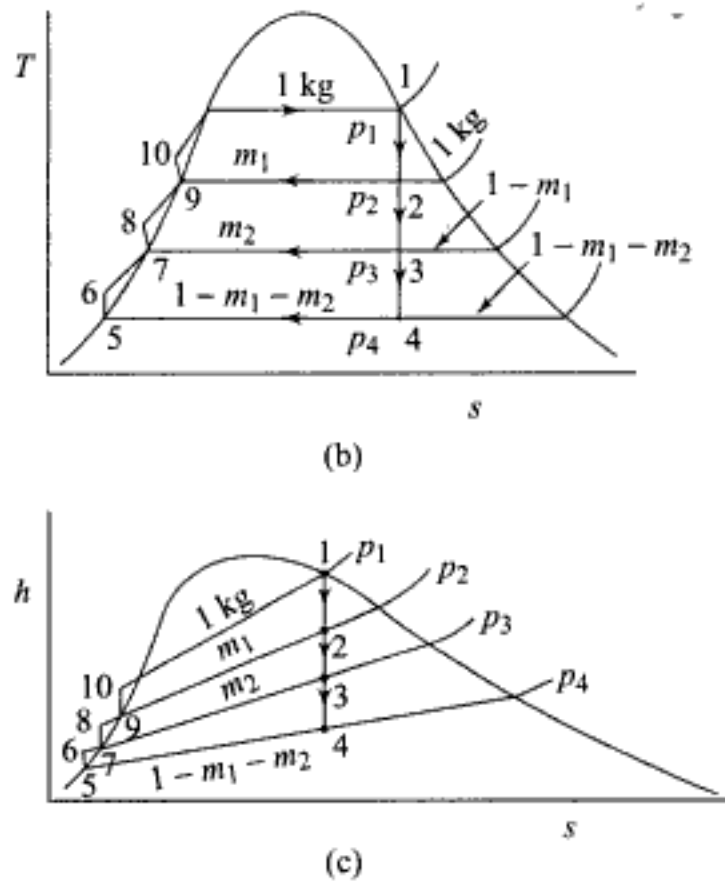 T
1 kg
1
p₁
1 kg
10
m₁
9
p₂
2
1 – m₁
8
m₂
7
p₃
3
1 – m₁ – m₂
6
1 – m₁ – m₂
5
p₄
4
s
(b)
h
1
p₁
p₂
1 kg
m₁
2
p₃
10
m₂
3
p₄
8
9
6
7
4
5
1 – m₁ – m₂
s
(c)